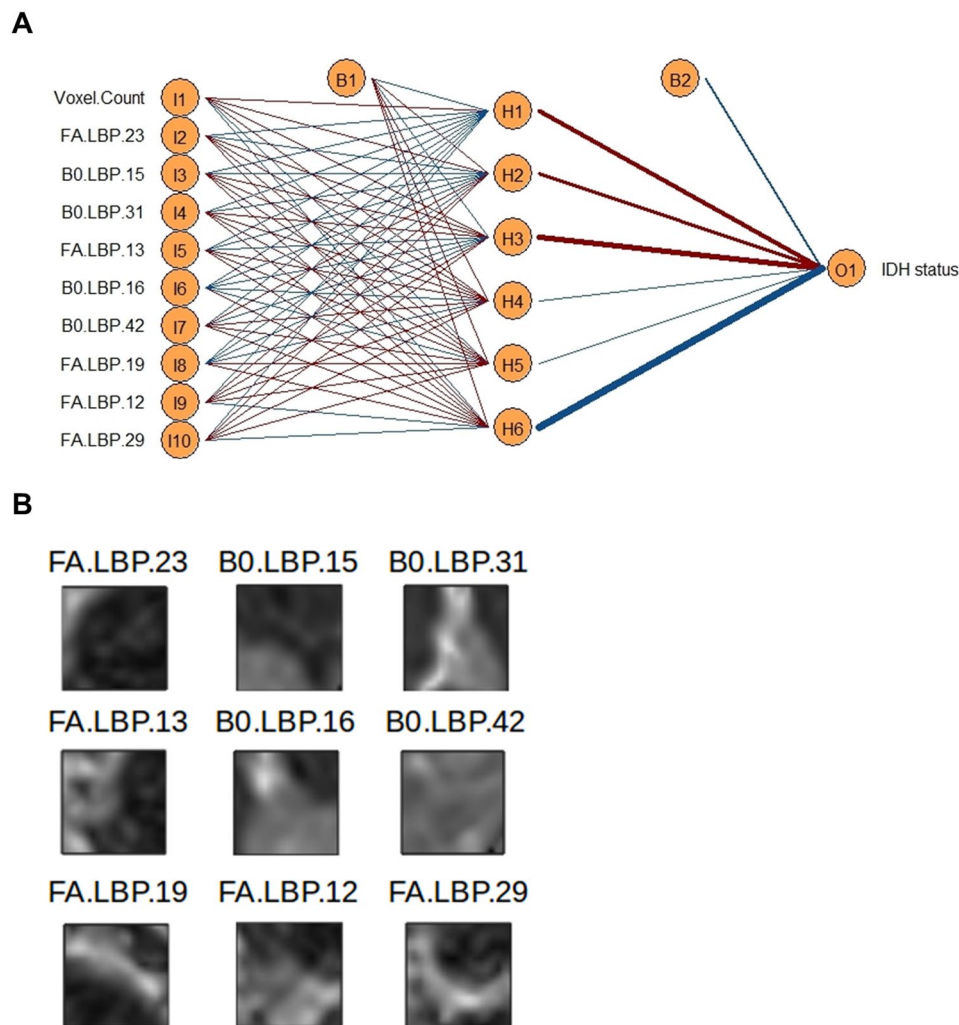 A
B1
B2
Voxel.Count I1
H1
FA.LBP.23 I2
B0.LBP.15 I3
H2
B0.LBP.31 I4
FA.LBP.13 I5
H3
O1 IDH status
B0.LBP.16 I6
H4
B0.LBP.42 I7
FA.LBP.19 I8
H5
FA.LBP.12 I9
H6
FA.LBP.29 I10
B
FA.LBP.23 B0.LBP.15 B0.LBP.31
FA.LBP.13 B0.LBP.16 B0.LBP.42
FA.LBP.19 FA.LBP.12 FA.LBP.29